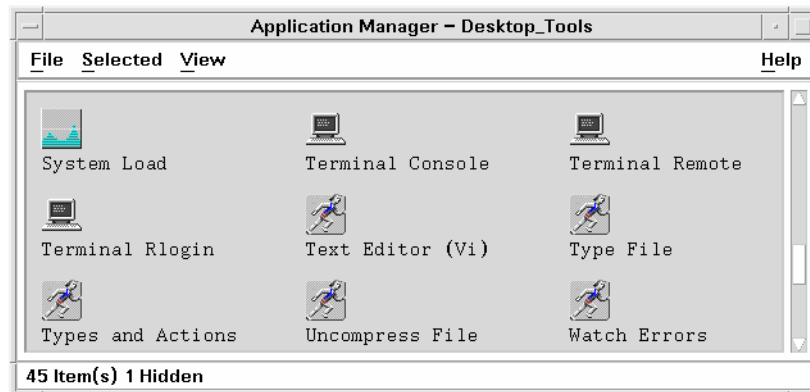 Application Manager – Desktop_Tools
File Selected View Help
System Load Terminal Console Terminal Remote
Terminal Rlogin Text Editor (Vi) Type File
Types and Actions Uncompress File Watch Errors
45 Item(s) 1 Hidden